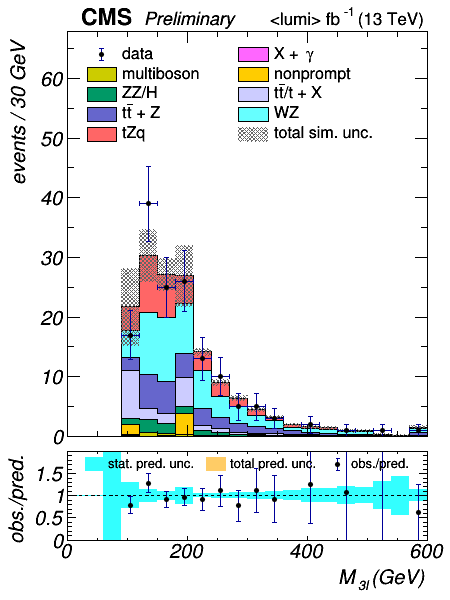 CMS Preliminary <lumi> fb⁻¹ (13 TeV)
events / 30 GeV
60
50
40
30
20
10
0
data
multiboson
ZZ/H
tt̄ + Z
tZq
X + γ
nonprompt
tt̄/t + X
WZ
total sim. unc.
obs./pred.
1.5
1
0.5
0
stat. pred. unc. total pred. unc. obs./pred.
0 200 400 600
M₃ₗ (GeV)